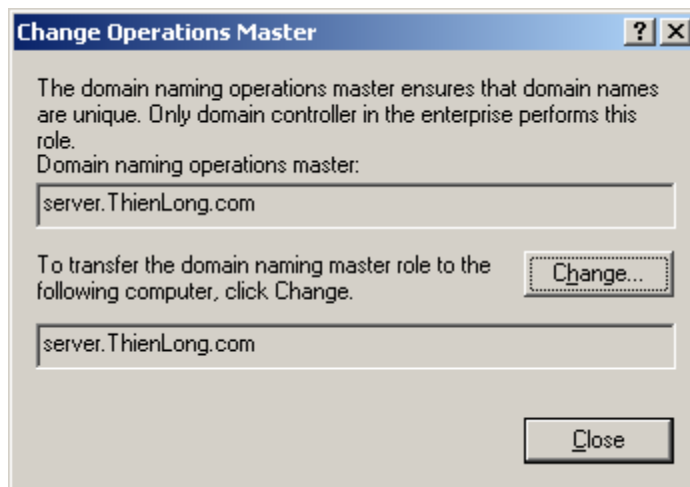 Change Operations Master
The domain naming operations master ensures that domain names
are unique. Only domain controller in the enterprise performs this
role.
Domain naming operations master:
server.ThienLong.com
To transfer the domain naming master role to the
following computer, click Change.
Change...
server.ThienLong.com
Close